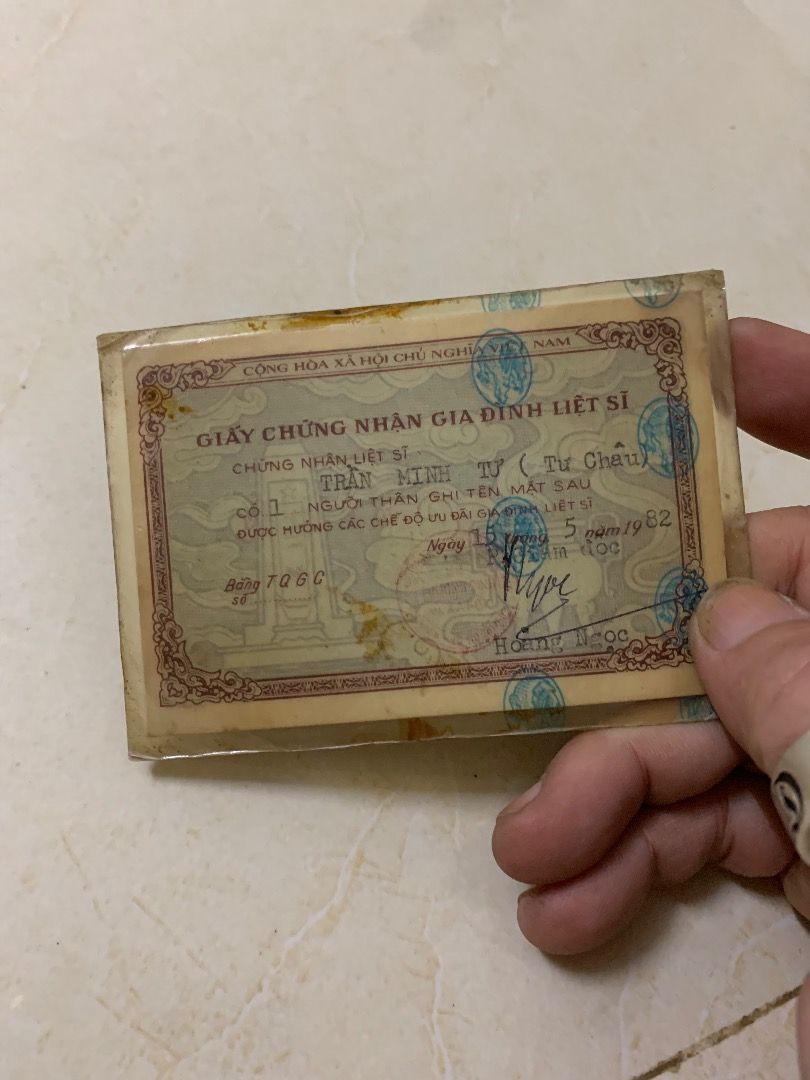 CỘNG HÒA XÃ HỘI CHỦ NGHĨA VIỆT NAM
GIẤY CHỨNG NHẬN GIA ĐÌNH LIỆT SĨ
CHỨNG NHẬN LIỆT SĨ
TRẦN MINH TƯ ( Tư Châu)
CÓ 1 NGƯỜI THÂN GHI TÊN MẶT SAU
ĐƯỢC HƯỞNG CÁC CHẾ ĐỘ ƯU ĐÃI GIA ĐÌNH LIỆT SĨ
Ngày 15 tháng 5 năm 1982
Bằng TQGC
số
Hoàng Ngọc